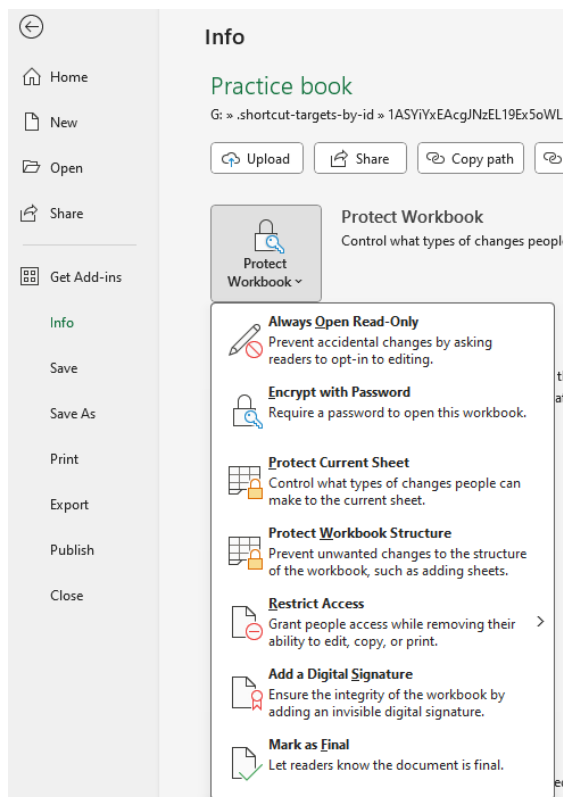 Info
Home
New
Open
Share
Get Add-ins
Info
Save
Save As
Print
Export
Publish
Close
Practice book
G: » .shortcut-targets-by-id » 1ASYiYxEAcgJNzEL19Ex5oWL
Upload
Share
Copy path
Protect
Workbook
Protect Workbook
Control what types of changes peopl
Always Open Read-Only
Prevent accidental changes by asking
readers to opt-in to editing.
Encrypt with Password
Require a password to open this workbook.
Protect Current Sheet
Control what types of changes people can
make to the current sheet.
Protect Workbook Structure
Prevent unwanted changes to the structure
of the workbook, such as adding sheets.
Restrict Access
Grant people access while removing their
ability to edit, copy, or print.
Add a Digital Signature
Ensure the integrity of the workbook by
adding an invisible digital signature.
Mark as Final
Let readers know the document is final.